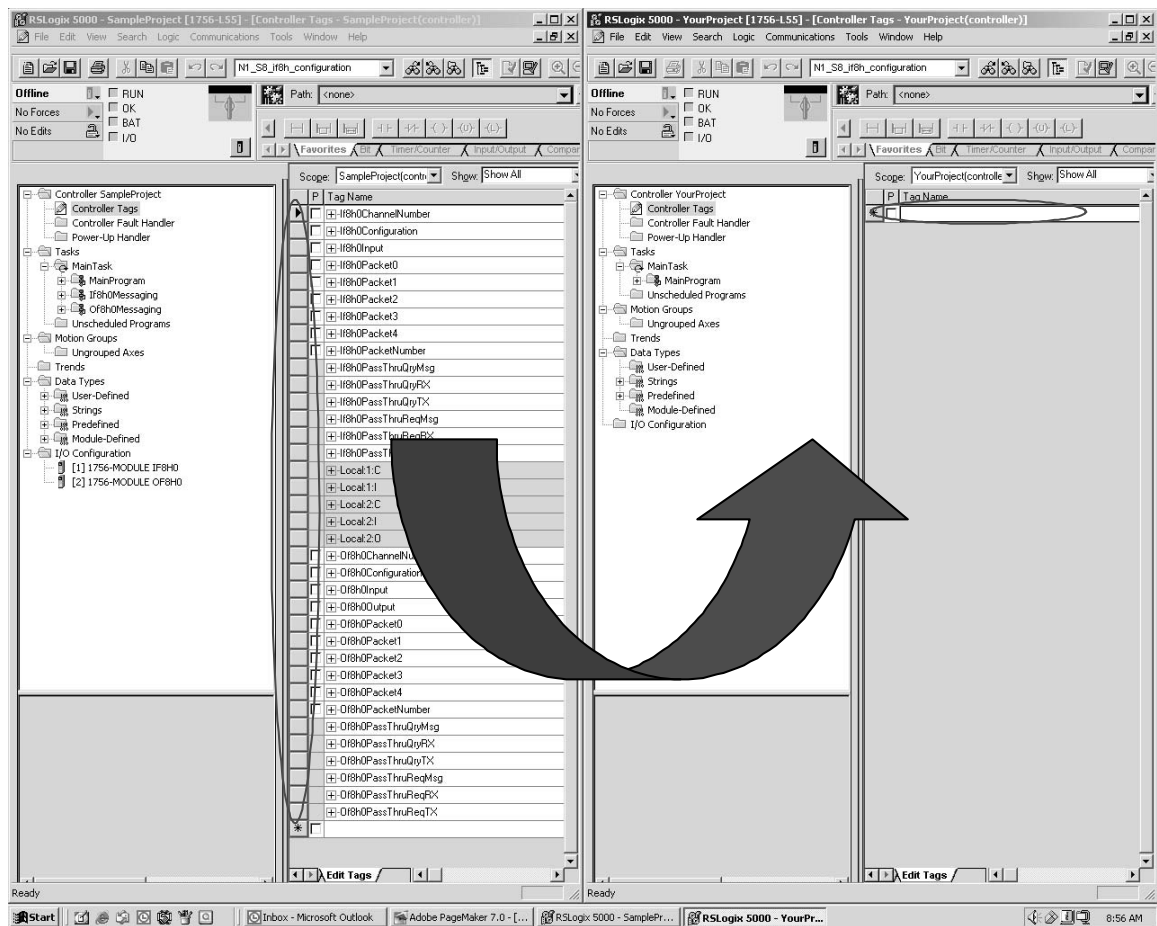 RSLogix 5000 - SampleProject [1756-L55] - [Controller Tags - SampleProject(controller)]
File Edit View Search Logic Communications Tools Window Help
N1_S8_if8h_configuration
Offline
RUN
No Forces
OK
BAT
No Edits
I/O
Path: <none>
Favorites Bit Timer/Counter Input/Output Compar
Scope: SampleProject(contro Show: Show All
P Tag Name
Controller SampleProject
Controller Tags
Controller Fault Handler
Power-Up Handler
Tasks
MainTask
MainProgram
If8h0Messaging
Of8h0Messaging
Unscheduled Programs
Motion Groups
Ungrouped Axes
Trends
Data Types
User-Defined
Strings
Predefined
Module-Defined
I/O Configuration
[1] 1756-MODULE IF8H0
[2] 1756-MODULE OF8H0
If8h0ChannelNumber
If8h0Configuration
If8h0Input
If8h0Packet0
If8h0Packet1
If8h0Packet2
If8h0Packet3
If8h0Packet4
If8h0PacketNumber
If8h0PassThruQryMsg
If8h0PassThruQryRX
If8h0PassThruQryTX
If8h0PassThruReqMsg
If8h0PassThruReqRX
If8h0PassT
Local:1:C
Local:1:I
Local:2:C
Local:2:I
Local:2:O
Of8h0ChannelNu
Of8h0Configuration
Of8h0Input
Of8h0Output
Of8h0Packet0
Of8h0Packet1
Of8h0Packet2
Of8h0Packet3
Of8h0Packet4
Of8h0PacketNumber
Of8h0PassThruQryMsg
Of8h0PassThruQryRX
Of8h0PassThruQryTX
Of8h0PassThruReqMsg
Of8h0PassThruReqRX
Of8h0PassThruReqTX
Edit Tags
Ready
RSLogix 5000 - YourProject [1756-L55] - [Controller Tags - YourProject(controller)]
File Edit View Search Logic Communications Tools Window Help
N1_S8_if8h_configuration
Offline
RUN
No Forces
OK
BAT
No Edits
I/O
Path: <none>
Favorites Bit Timer/Counter Input/Output Compar
Scope: YourProject(controlle Show: Show All
P Tag Name
Controller YourProject
Controller Tags
Controller Fault Handler
Power-Up Handler
Tasks
MainTask
MainProgram
Unscheduled Programs
Motion Groups
Ungrouped Axes
Trends
Data Types
User-Defined
Strings
Predefined
Module-Defined
I/O Configuration
Edit Tags
Ready
Start
Inbox - Microsoft Outlook
Adobe PageMaker 7.0 - [...
RSLogix 5000 - SamplePr...
RSLogix 5000 - YourPr...
8:56 AM